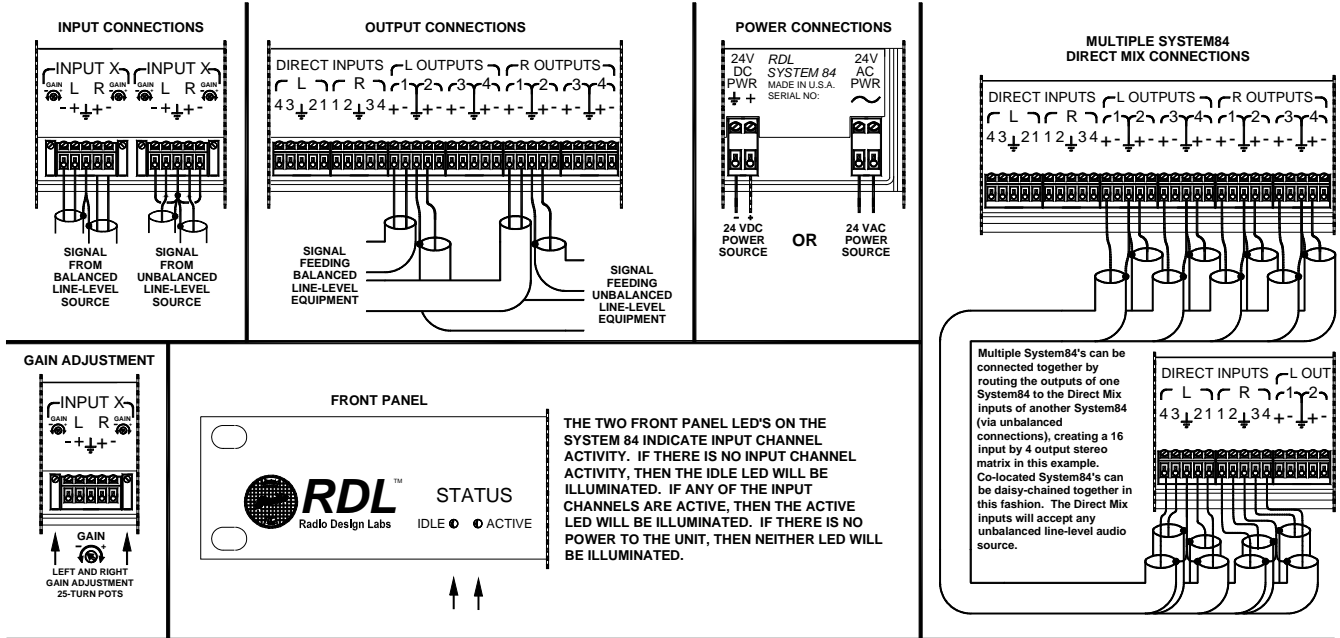 INPUT CONNECTIONS
INPUT X INPUT X
GAIN L R GAIN GAIN L R GAIN
- + + - - + + -
SIGNAL
FROM
BALANCED
LINE-LEVEL
SOURCE
SIGNAL
FROM
UNBALANCED
LINE-LEVEL
SOURCE
OUTPUT CONNECTIONS
DIRECT INPUTS L OUTPUTS R OUTPUTS
L R 1 2 3 4 1 2 3 4
4 3 2 1 1 2 3 4 + - + - + - + - + - + - + - + -
SIGNAL
FEEDING
BALANCED
LINE-LEVEL
EQUIPMENT
SIGNAL
FEEDING
UNBALANCED
LINE-LEVEL
EQUIPMENT
POWER CONNECTIONS
24V
DC
PWR
+
RDL
SYSTEM 84
MADE IN U.S.A.
SERIAL NO:
24V
AC
PWR
- +
24 VDC
POWER
SOURCE
OR
24 VAC
POWER
SOURCE
MULTIPLE SYSTEM84
DIRECT MIX CONNECTIONS
DIRECT INPUTS L OUTPUTS R OUTPUTS
L R 1 2 3 4 1 2 3 4
4 3 2 1 1 2 3 4 + - + - + - + - + - + - + - + -
Multiple System84's can be
connected together by
routing the outputs of one
System84 to the Direct Mix
inputs of another System84
(via unbalanced
connections), creating a 16
input by 4 output stereo
matrix in this example.
Co-located System84's can
be daisy-chained together in
this fashion. The Direct Mix
inputs will accept any
unbalanced line-level audio
source.
DIRECT INPUTS L OUT
L R 1 2
4 3 2 1 1 2 3 4 + - + -
GAIN ADJUSTMENT
INPUT X
GAIN L R GAIN
- + + -
GAIN
- +
LEFT AND RIGHT
GAIN ADJUSTMENT
25-TURN POTS
FRONT PANEL
RDL™
Radio Design Labs
STATUS
IDLE ACTIVE
THE TWO FRONT PANEL LED'S ON THE
SYSTEM 84 INDICATE INPUT CHANNEL
ACTIVITY. IF THERE IS NO INPUT CHANNEL
ACTIVITY, THEN THE IDLE LED WILL BE
ILLUMINATED. IF ANY OF THE INPUT
CHANNELS ARE ACTIVE, THEN THE ACTIVE
LED WILL BE ILLUMINATED. IF THERE IS NO
POWER TO THE UNIT, THEN NEITHER LED WILL
BE ILLUMINATED.